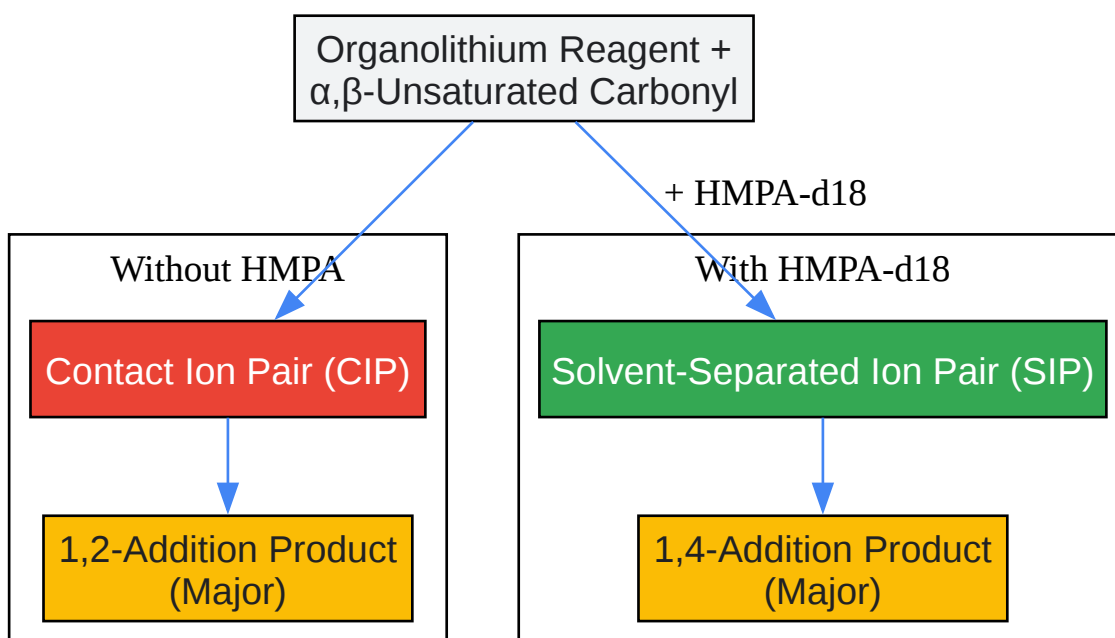 Organolithium Reagent +
α,β-Unsaturated Carbonyl
+ HMPA-d18
Without HMPA
With HMPA-d18
Contact Ion Pair (CIP)
Solvent-Separated Ion Pair (SIP)
1,2-Addition Product
(Major)
1,4-Addition Product
(Major)